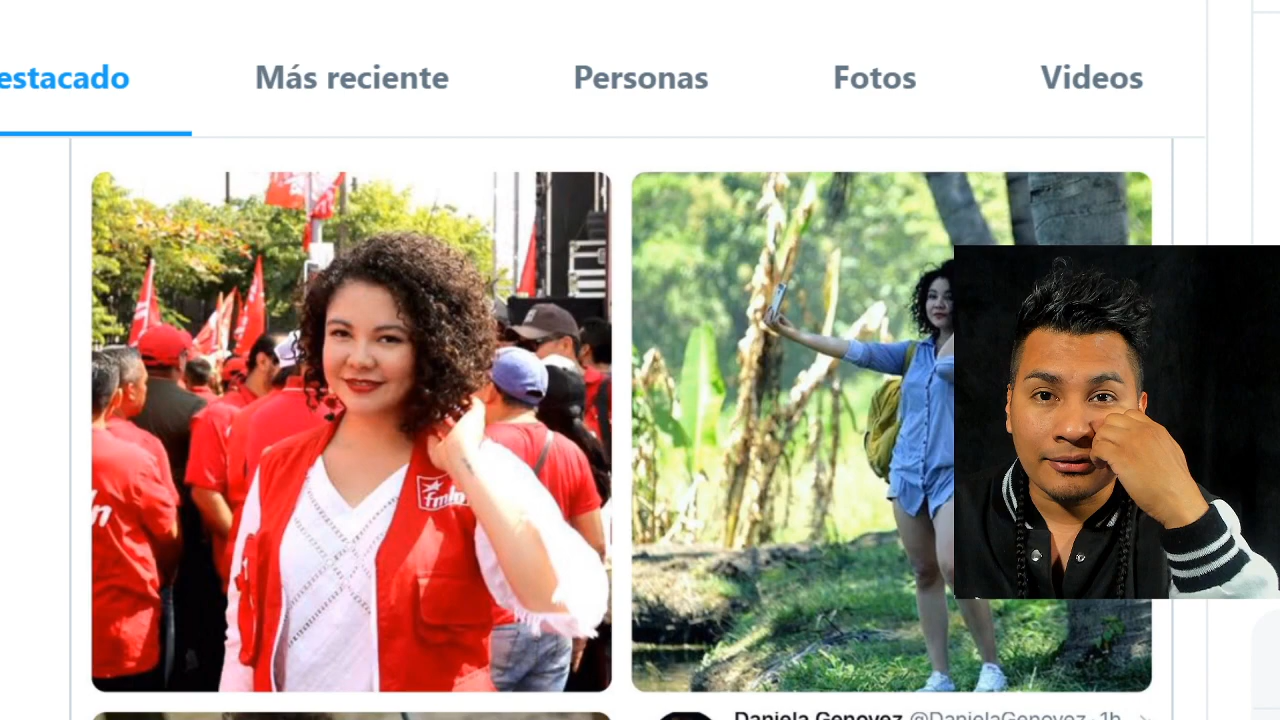 estacado
Más reciente
Personas
Fotos
Videos
fmln
n
Daniela Genovez @DanielaGenovez · 1h